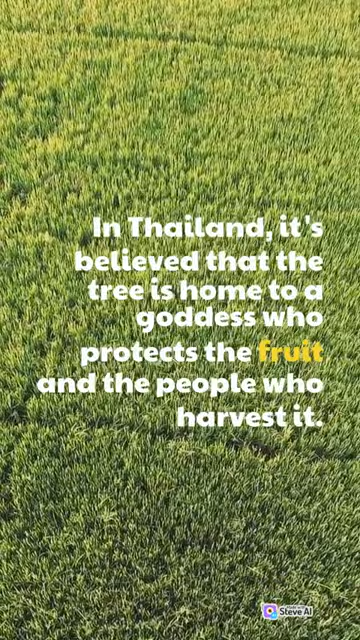 In Thailand, it's
believed that the
tree is home to a
goddess who
protects the fruit
and the people who
harvest it.
Steve AI